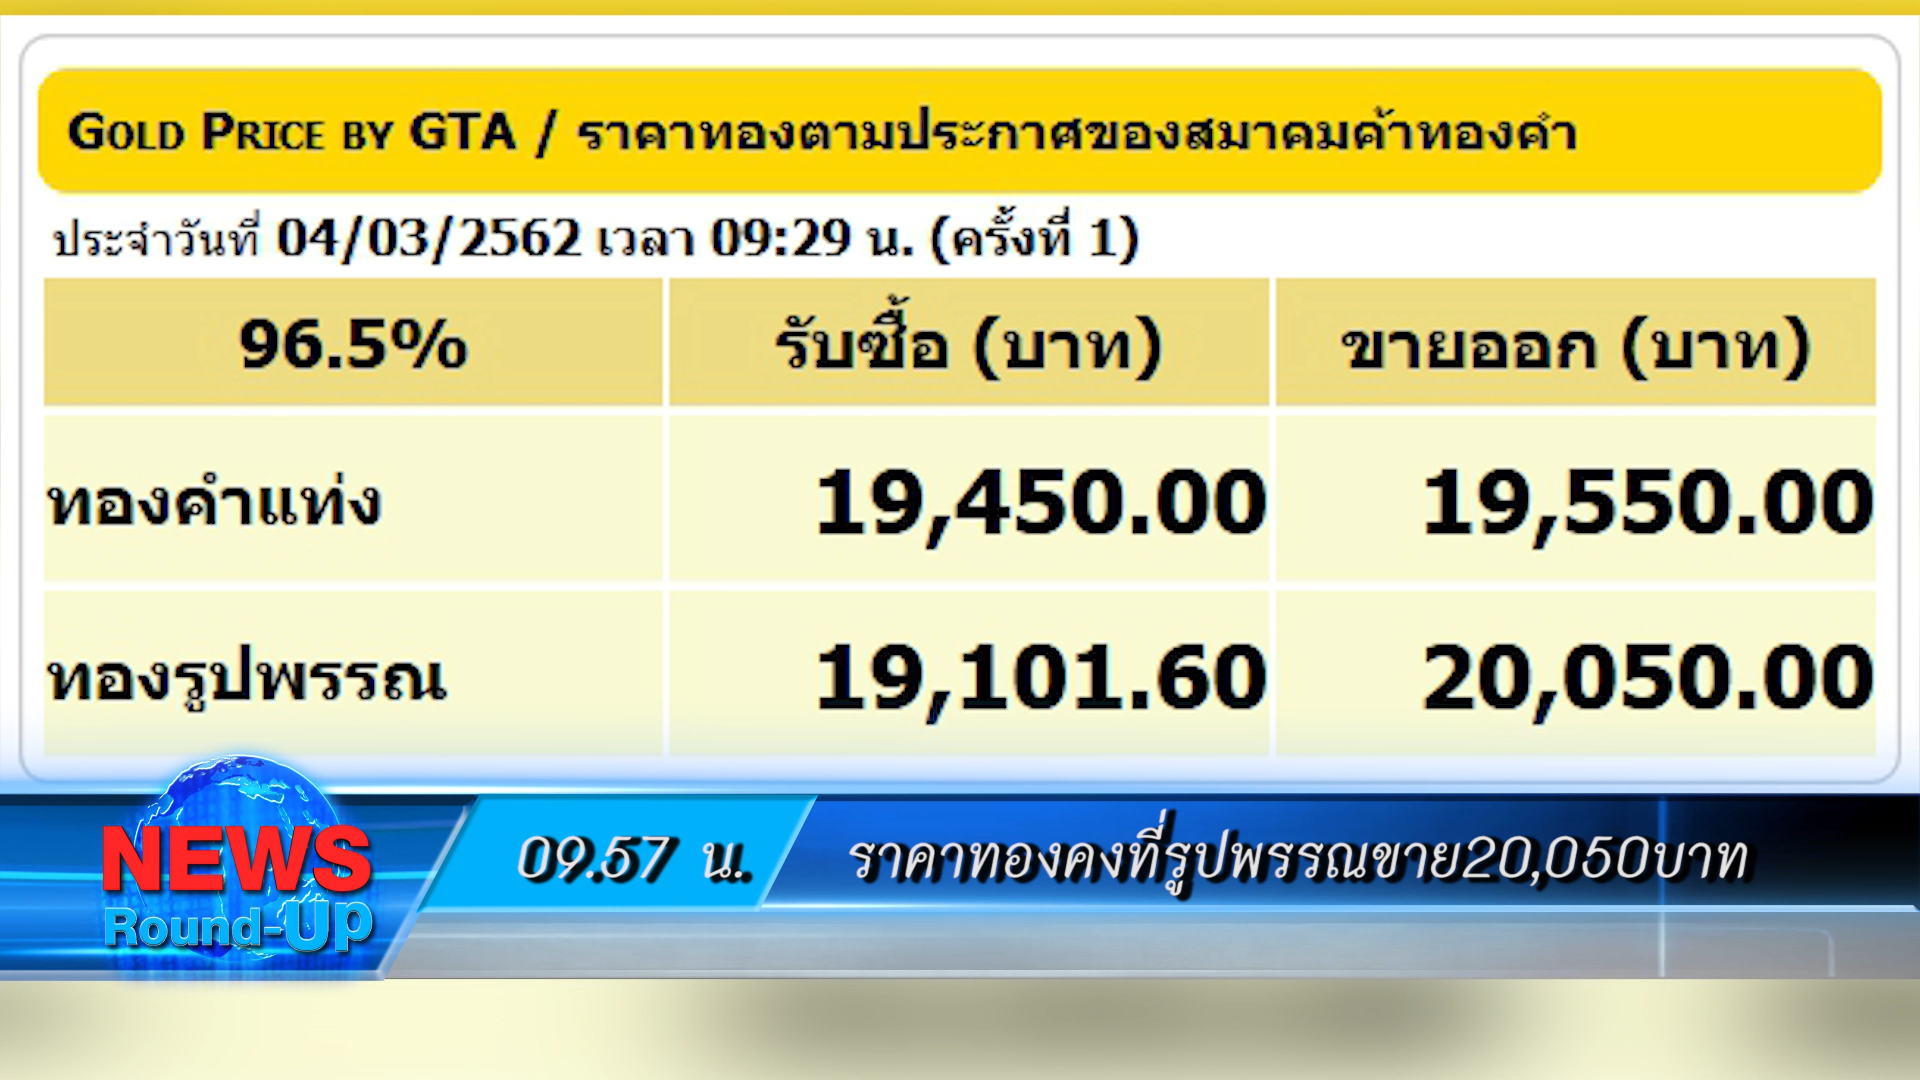 GOLD PRICE BY GTA / ราคาทองตามประกาศของสมาคมค้าทองคำ
ประจำวันที่ 04/03/2562 เวลา 09:29 น. (ครั้งที่ 1)
96.5% รับซื้อ (บาท) ขายออก (บาท)
ทองคำแท่ง 19,450.00 19,550.00
ทองรูปพรรณ 19,101.60 20,050.00
NEWS
Round-Up
09.57 น. ราคาทองคงที่รูปพรรณขาย20,050บาท